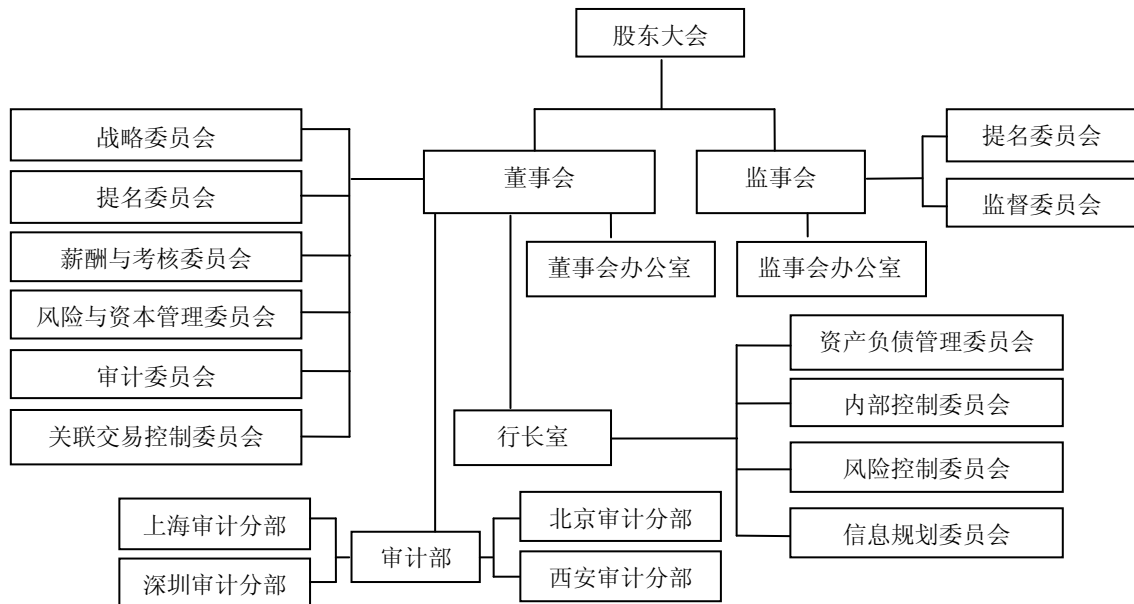 股东大会
战略委员会
提名委员会
薪酬与考核委员会
风险与资本管理委员会
审计委员会
关联交易控制委员会
董事会
监事会
提名委员会
监督委员会
董事会办公室
监事会办公室
行长室
资产负债管理委员会
内部控制委员会
风险控制委员会
信息规划委员会
上海审计分部
深圳审计分部
审计部
北京审计分部
西安审计分部